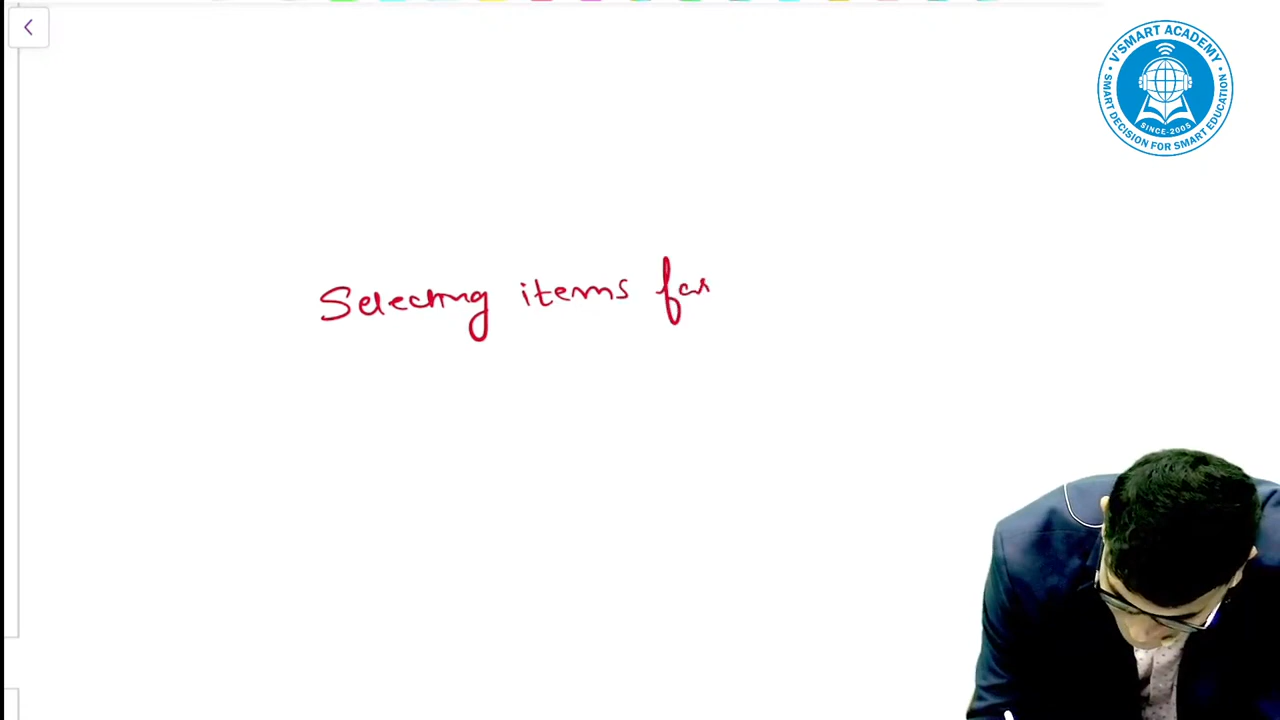 V'SMART ACADEMY
SMART DECISION FOR SMART EDUCATION
SINCE-2005
Selecting items for